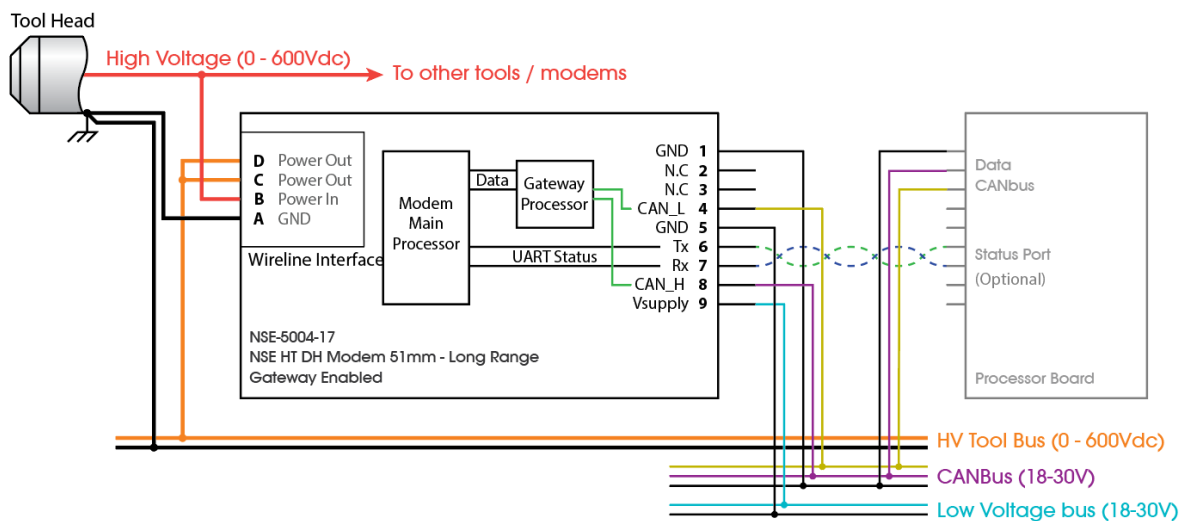 Tool Head
High Voltage (0 - 600Vdc)
To other tools / modems
D Power Out
C Power Out
B Power In
A GND
Wireline Interface
Modem
Main
Processor
Data
Gateway
Processor
UART Status
GND 1
N.C 2
N.C 3
CAN_L 4
GND 5
Tx 6
Rx 7
CAN_H 8
Vsupply 9
NSE-5004-17
NSE HT DH Modem 51mm - Long Range
Gateway Enabled
Data
CANbus
Status Port
(Optional)
Processor Board
HV Tool Bus (0 - 600Vdc)
CANBus (18-30V)
Low Voltage bus (18-30V)